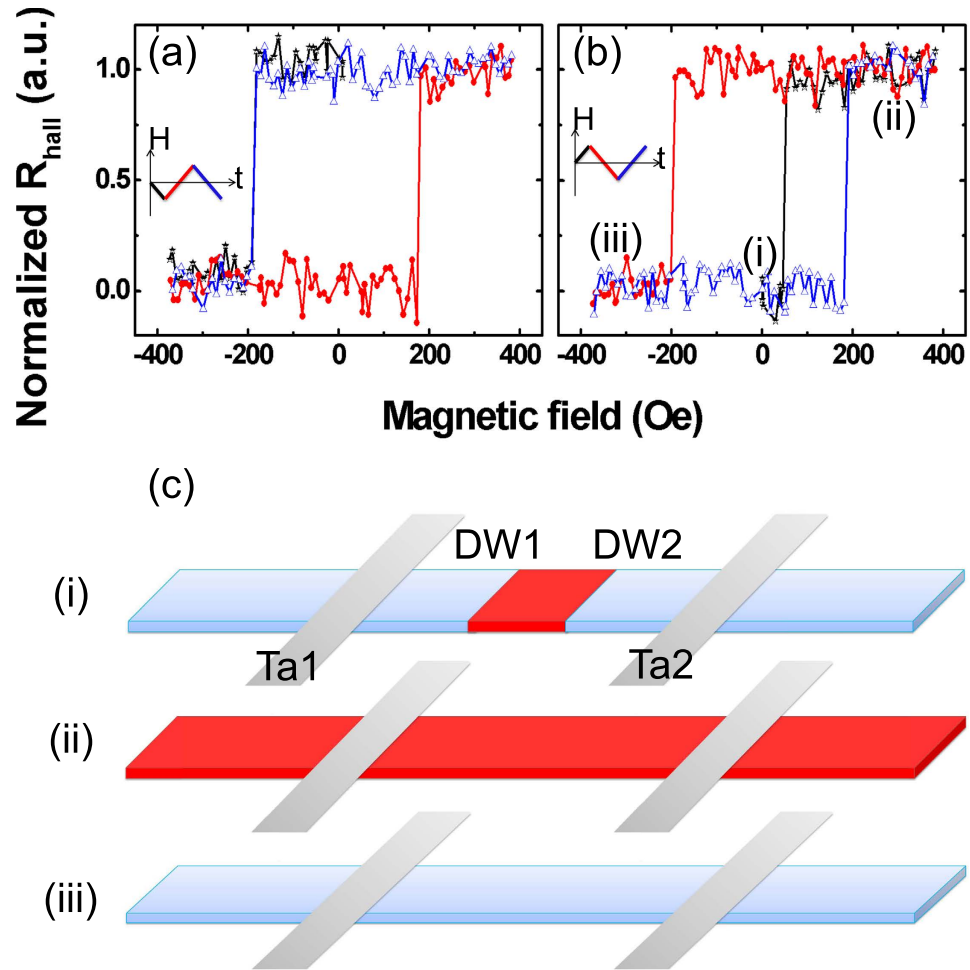 Normalized R_hall (a.u.)
(a)
1.0
0.5
0.0
H
t
-400 -200 0 200 400
(b)
H
t
(ii)
(iii)
(i)
-400 -200 0 200 400
Magnetic field (Oe)
(c)
DW1 DW2
(i)
Ta1 Ta2
(ii)
(iii)